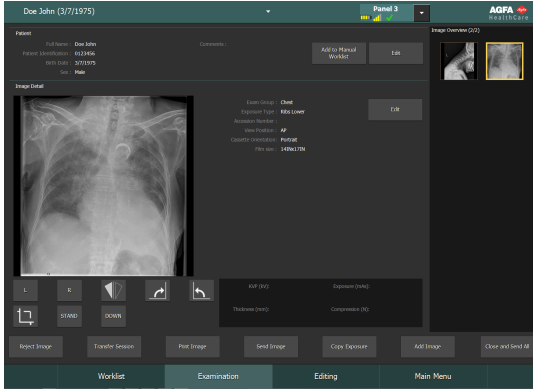 Doe John (3/7/1975)
Panel 3
AGFA
HealthCare
Patient
Full Name : Doe John
Patient Identification : 0123456
Birth Date : 3/7/1975
Sex : Male
Comments :
Add to Manual
Worklist
Edit
Image Overview (2/2)
Image Detail
Exam Group : Chest
Exposure Type : Ribs Lower
Accession Number :
View Position : AP
Cassette Orientation : Portrait
Film size : 14INx17IN
Edit
L
R
STAND
DOWN
KVP (kV):
Exposure (mAs):
Thickness (mm):
Compression (N):
Reject Image
Transfer Session
Print Image
Send Image
Copy Exposure
Add Image
Close and Send All
Worklist
Examination
Editing
Main Menu